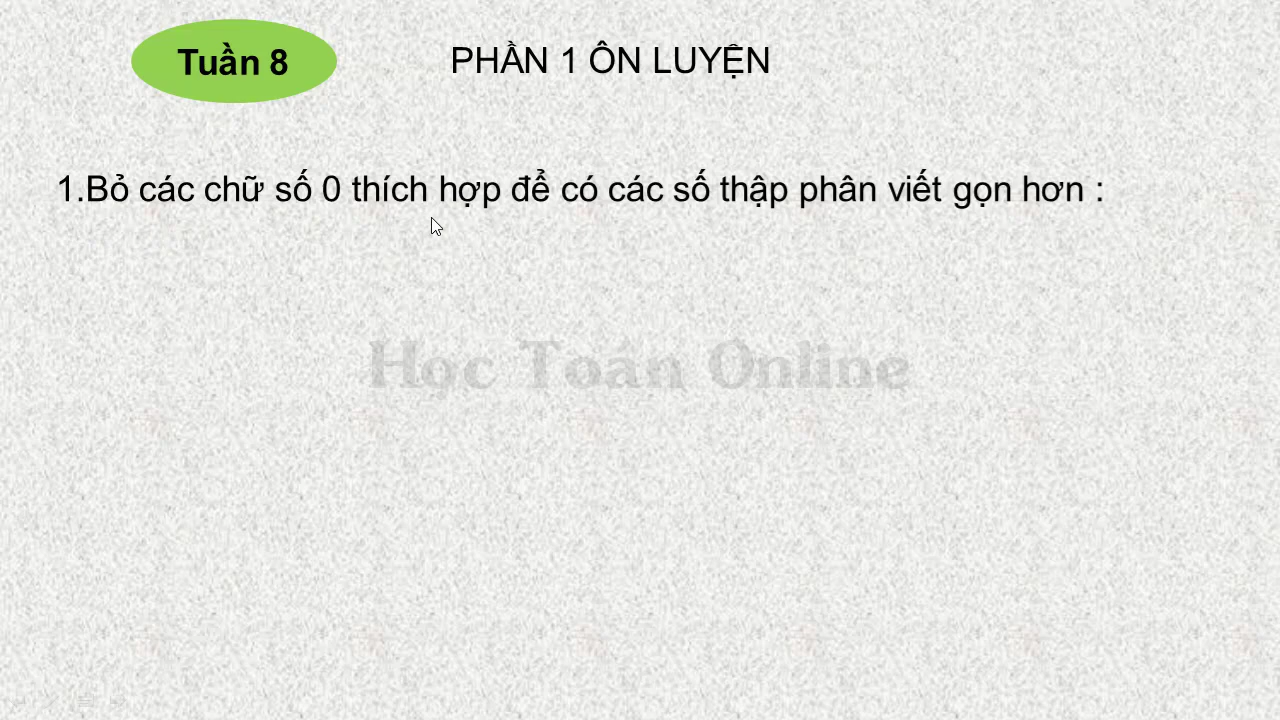 Tuần 8
PHẦN 1 ÔN LUYỆN
1.Bỏ các chữ số 0 thích hợp để có các số thập phân viết gọn hơn :
Học Toán Online